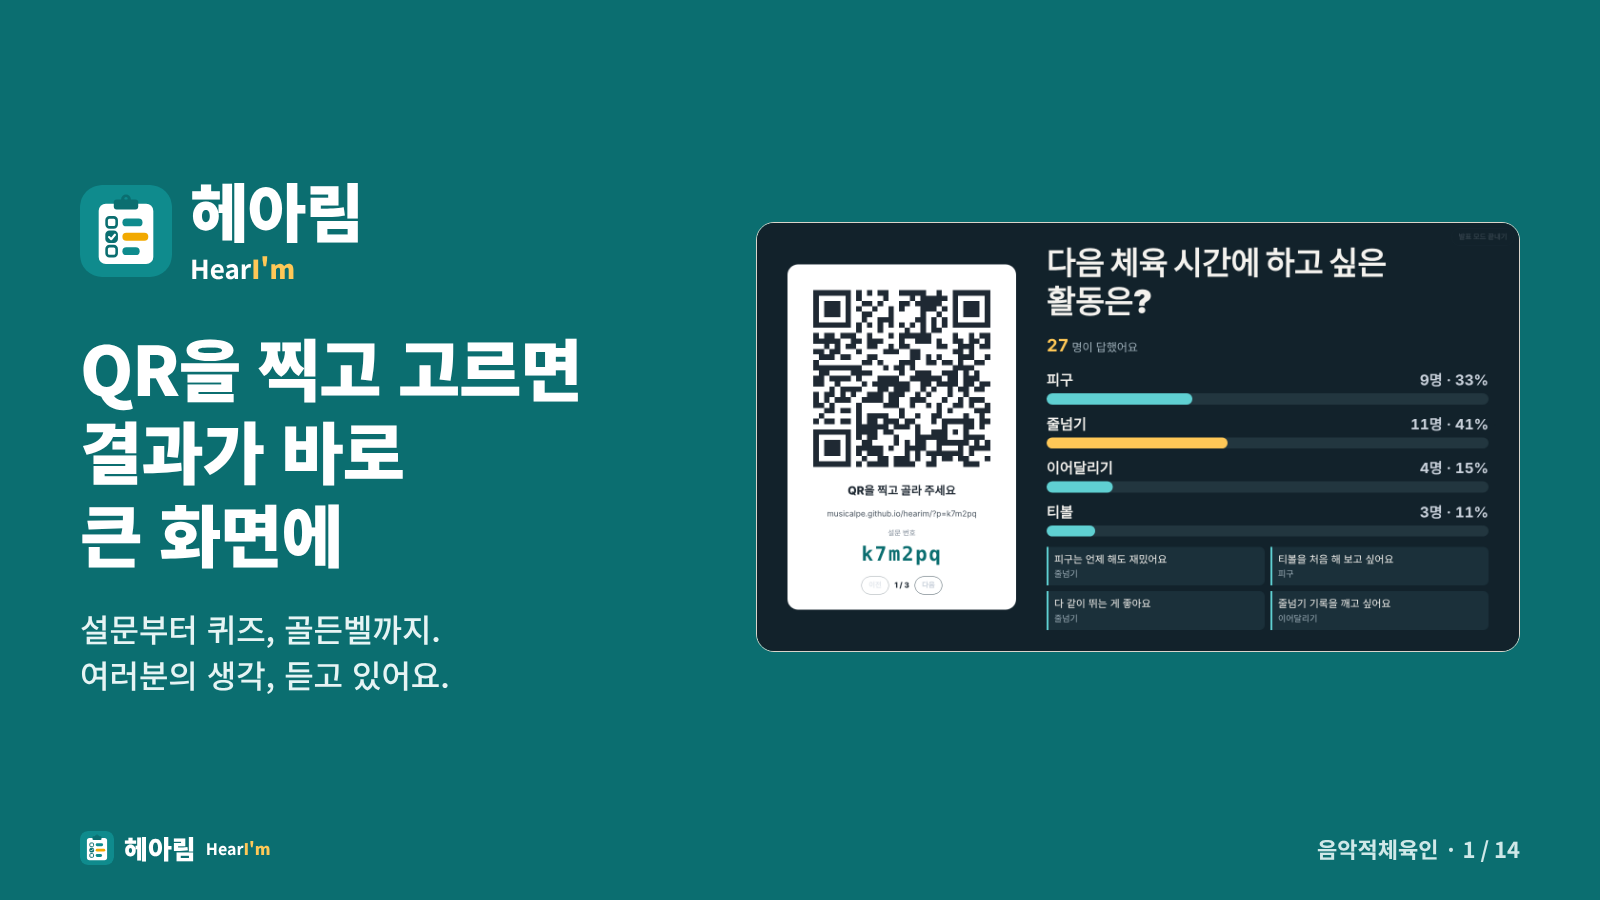 헤아림
HearI'm
QR을 찍고 고르면
결과가 바로
큰 화면에
설문부터 퀴즈, 골든벨까지.
여러분의 생각, 듣고 있어요.
발표 모드 끝내기
QR을 찍고 골라 주세요
musicalpe.github.io/hearim/?p=k7m2pq
설문 번호
k7m2pq
이전 1 / 3 다음
다음 체육 시간에 하고 싶은
활동은?
27 명이 답했어요
피구 9명 · 33%
줄넘기 11명 · 41%
이어달리기 4명 · 15%
티볼 3명 · 11%
피구는 언제 해도 재밌어요
줄넘기
티볼을 처음 해 보고 싶어요
피구
다 같이 뛰는 게 좋아요
줄넘기
줄넘기 기록을 깨고 싶어요
이어달리기
헤아림 HearI'm
음악적체육인 · 1 / 14